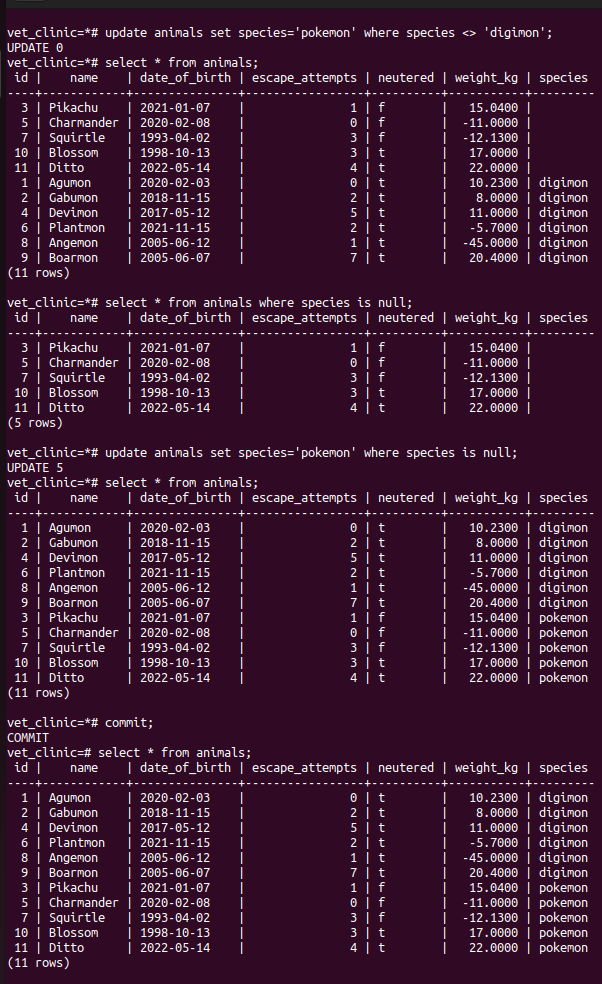 vet_clinic=*# update animals set species='pokemon' where species <> 'digimon';
UPDATE 0
vet_clinic=*# select * from animals;
 id |    name    | date_of_birth | escape_attempts | neutered | weight_kg | species
----+------------+---------------+-----------------+----------+-----------+---------
  3 | Pikachu    | 2021-01-07    |               1 | f        |   15.0400 |
  5 | Charmander | 2020-02-08    |               0 | f        |  -11.0000 |
  7 | Squirtle   | 1993-04-02    |               3 | f        |  -12.1300 |
 10 | Blossom    | 1998-10-13    |               3 | t        |   17.0000 |
 11 | Ditto      | 2022-05-14    |               4 | t        |   22.0000 |
  1 | Agumon     | 2020-02-03    |               0 | t        |   10.2300 | digimon
  2 | Gabumon    | 2018-11-15    |               2 | t        |    8.0000 | digimon
  4 | Devimon    | 2017-05-12    |               5 | t        |   11.0000 | digimon
  6 | Plantmon   | 2021-11-15    |               2 | t        |   -5.7000 | digimon
  8 | Angemon    | 2005-06-12    |               1 | t        |  -45.0000 | digimon
  9 | Boarmon    | 2005-06-07    |               7 | t        |   20.4000 | digimon
(11 rows)
vet_clinic=*# select * from animals where species is null;
 id |    name    | date_of_birth | escape_attempts | neutered | weight_kg | species
----+------------+---------------+-----------------+----------+-----------+---------
  3 | Pikachu    | 2021-01-07    |               1 | f        |   15.0400 |
  5 | Charmander | 2020-02-08    |               0 | f        |  -11.0000 |
  7 | Squirtle   | 1993-04-02    |               3 | f        |  -12.1300 |
 10 | Blossom    | 1998-10-13    |               3 | t        |   17.0000 |
 11 | Ditto      | 2022-05-14    |               4 | t        |   22.0000 |
(5 rows)
vet_clinic=*# update animals set species='pokemon' where species is null;
UPDATE 5
vet_clinic=*# select * from animals;
 id |    name    | date_of_birth | escape_attempts | neutered | weight_kg | species
----+------------+---------------+-----------------+----------+-----------+---------
  1 | Agumon     | 2020-02-03    |               0 | t        |   10.2300 | digimon
  2 | Gabumon    | 2018-11-15    |               2 | t        |    8.0000 | digimon
  4 | Devimon    | 2017-05-12    |               5 | t        |   11.0000 | digimon
  6 | Plantmon   | 2021-11-15    |               2 | t        |   -5.7000 | digimon
  8 | Angemon    | 2005-06-12    |               1 | t        |  -45.0000 | digimon
  9 | Boarmon    | 2005-06-07    |               7 | t        |   20.4000 | digimon
  3 | Pikachu    | 2021-01-07    |               1 | f        |   15.0400 | pokemon
  5 | Charmander | 2020-02-08    |               0 | f        |  -11.0000 | pokemon
  7 | Squirtle   | 1993-04-02    |               3 | f        |  -12.1300 | pokemon
 10 | Blossom    | 1998-10-13    |               3 | t        |   17.0000 | pokemon
 11 | Ditto      | 2022-05-14    |               4 | t        |   22.0000 | pokemon
(11 rows)
vet_clinic=*# commit;
COMMIT
vet_clinic=# select * from animals;
 id |    name    | date_of_birth | escape_attempts | neutered | weight_kg | species
----+------------+---------------+-----------------+----------+-----------+---------
  1 | Agumon     | 2020-02-03    |               0 | t        |   10.2300 | digimon
  2 | Gabumon    | 2018-11-15    |               2 | t        |    8.0000 | digimon
  4 | Devimon    | 2017-05-12    |               5 | t        |   11.0000 | digimon
  6 | Plantmon   | 2021-11-15    |               2 | t        |   -5.7000 | digimon
  8 | Angemon    | 2005-06-12    |               1 | t        |  -45.0000 | digimon
  9 | Boarmon    | 2005-06-07    |               7 | t        |   20.4000 | digimon
  3 | Pikachu    | 2021-01-07    |               1 | f        |   15.0400 | pokemon
  5 | Charmander | 2020-02-08    |               0 | f        |  -11.0000 | pokemon
  7 | Squirtle   | 1993-04-02    |               3 | f        |  -12.1300 | pokemon
 10 | Blossom    | 1998-10-13    |               3 | t        |   17.0000 | pokemon
 11 | Ditto      | 2022-05-14    |               4 | t        |   22.0000 | pokemon
(11 rows)